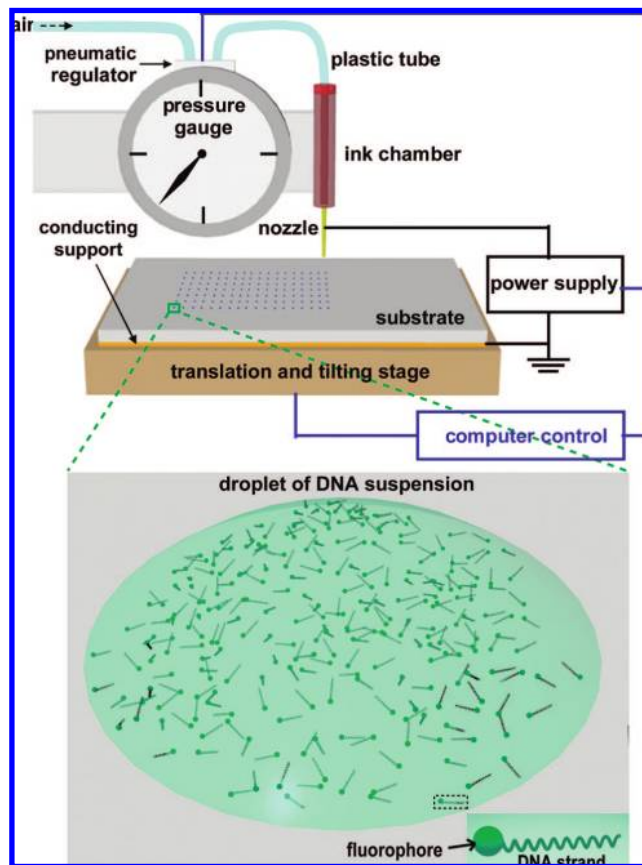 air
pneumatic
regulator
plastic tube
pressure
gauge
ink chamber
conducting
support
nozzle
power supply
substrate
translation and tilting stage
computer control
droplet of DNA suspension
fluorophore
DNA strand